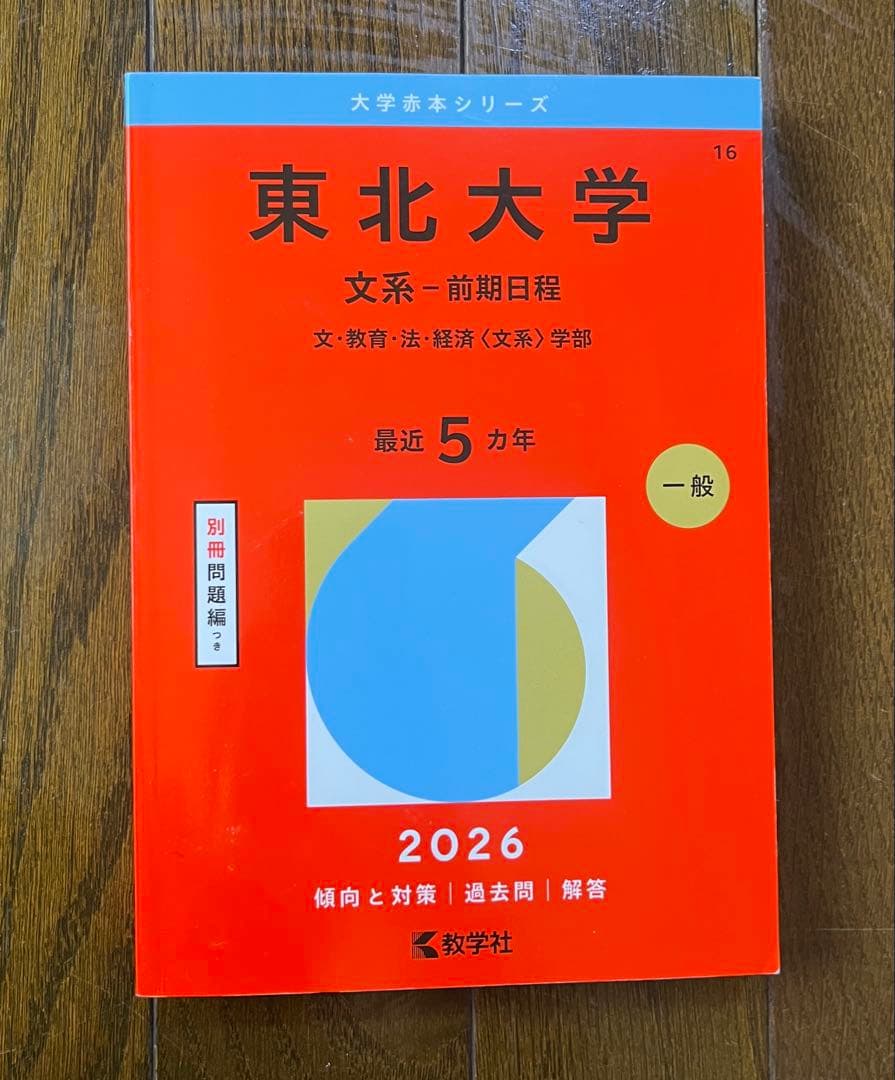 大学赤本シリーズ
16
東北大学
文系－前期日程
文・教育・法・経済〈文系〉学部
最近5カ年
一般
別冊問題編つき
2026
傾向と対策｜過去問｜解答
教学社